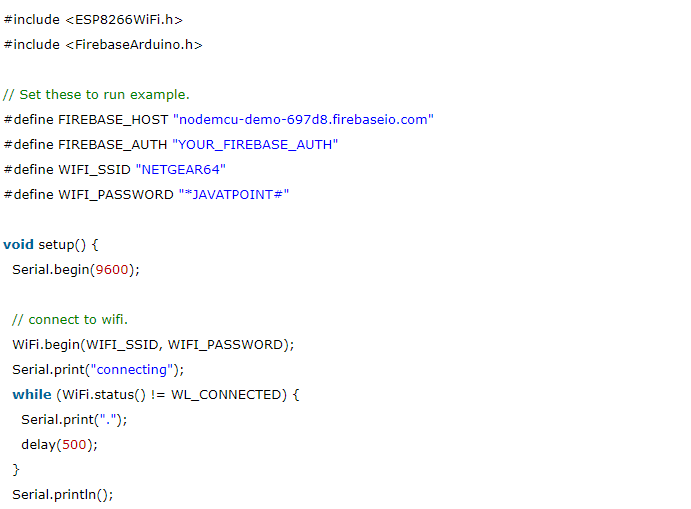 #include <ESP8266WiFi.h>
#include <FirebaseArduino.h>
// Set these to run example.
#define FIREBASE_HOST "nodemcu-demo-697d8.firebaseio.com"
#define FIREBASE_AUTH "YOUR_FIREBASE_AUTH"
#define WIFI_SSID "NETGEAR64"
#define WIFI_PASSWORD "*JAVATPOINT#"
void setup() {
Serial.begin(9600);
// connect to wifi.
WiFi.begin(WIFI_SSID, WIFI_PASSWORD);
Serial.print("connecting");
while (WiFi.status() != WL_CONNECTED) {
Serial.print(".");
delay(500);
}
Serial.println();